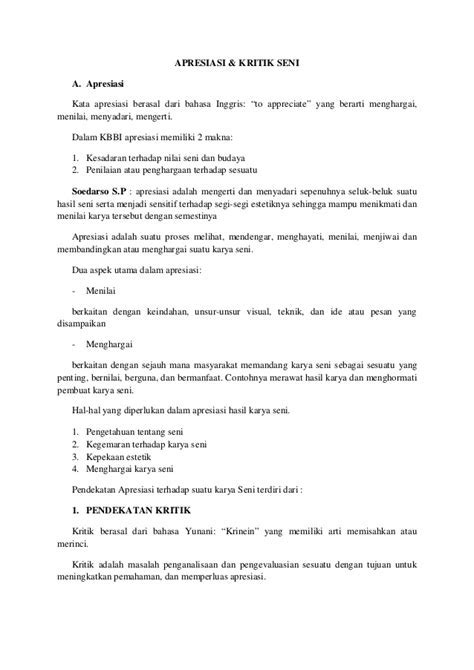 APRESIASI & KRITIK SENI
A. Apresiasi
Kata apresiasi berasal dari bahasa Inggris: “to appreciate” yang berarti menghargai,
menilai, menyadari, mengerti.
Dalam KBBI apresiasi memiliki 2 makna:
1. Kesadaran terhadap nilai seni dan budaya
2. Penilaian atau penghargaan terhadap sesuatu
Soedarso S.P : apresiasi adalah mengerti dan menyadari sepenuhnya seluk-beluk suatu
hasil seni serta menjadi sensitif terhadap segi-segi estetiknya sehingga mampu menikmati dan
menilai karya tersebut dengan semestinya
Apresiasi adalah suatu proses melihat, mendengar, menghayati, menilai, menjiwai dan
membandingkan atau menghargai suatu karya seni.
Dua aspek utama dalam apresiasi:
- Menilai
berkaitan dengan keindahan, unsur-unsur visual, teknik, dan ide atau pesan yang
disampaikan
- Menghargai
berkaitan dengan sejauh mana masyarakat memandang karya seni sebagai sesuatu yang
penting, bernilai, berguna, dan bermanfaat. Contohnya merawat hasil karya dan menghormati
pembuat karya seni.
Hal-hal yang diperlukan dalam apresiasi hasil karya seni.
1. Pengetahuan tentang seni
2. Kegemaran terhadap karya seni
3. Kepekaan estetik
4. Menghargai karya seni
Pendekatan Apresiasi terhadap suatu karya Seni terdiri dari :
1. PENDEKATAN KRITIK
Kritik berasal dari bahasa Yunani: “Krinein” yang memiliki arti memisahkan atau
merinci.
Kritik adalah masalah penganalisaan dan pengevaluasian sesuatu dengan tujuan untuk
meningkatkan pemahaman, dan memperluas apresiasi.